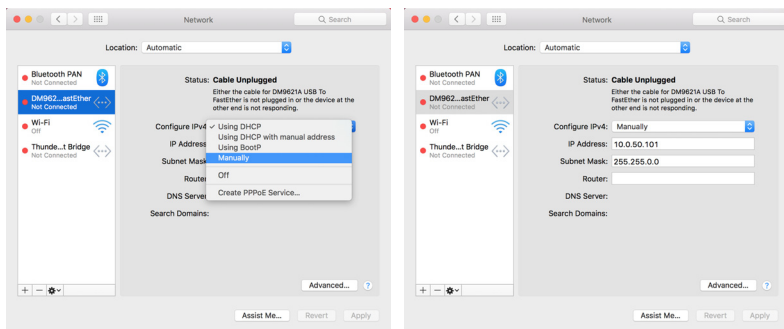 Network
Search
Location: Automatic
Bluetooth PAN
Not Connected
DM962...astEther
Not Connected
Wi-Fi
Off
Thunde...t Bridge
Not Connected
Status: Cable Unplugged
Either the cable for DM9621A USB To
FastEther is not plugged in or the device at the
other end is not responding.
Configure IPv4
✓ Using DHCP
Using DHCP with manual address
Using BootP
Manually
Off
Create PPPoE Service...
IP Address:
Subnet Mask
Router
DNS Server
Search Domains:
Advanced... ?
Assist Me... Revert Apply
Network
Search
Location: Automatic
Bluetooth PAN
Not Connected
DM962...astEther
Not Connected
Wi-Fi
Off
Thunde...t Bridge
Not Connected
Status: Cable Unplugged
Either the cable for DM9621A USB To
FastEther is not plugged in or the device at the
other end is not responding.
Configure IPv4: Manually
IP Address: 10.0.50.101
Subnet Mask: 255.255.0.0
Router:
DNS Server:
Search Domains:
Advanced... ?
Assist Me... Revert Apply